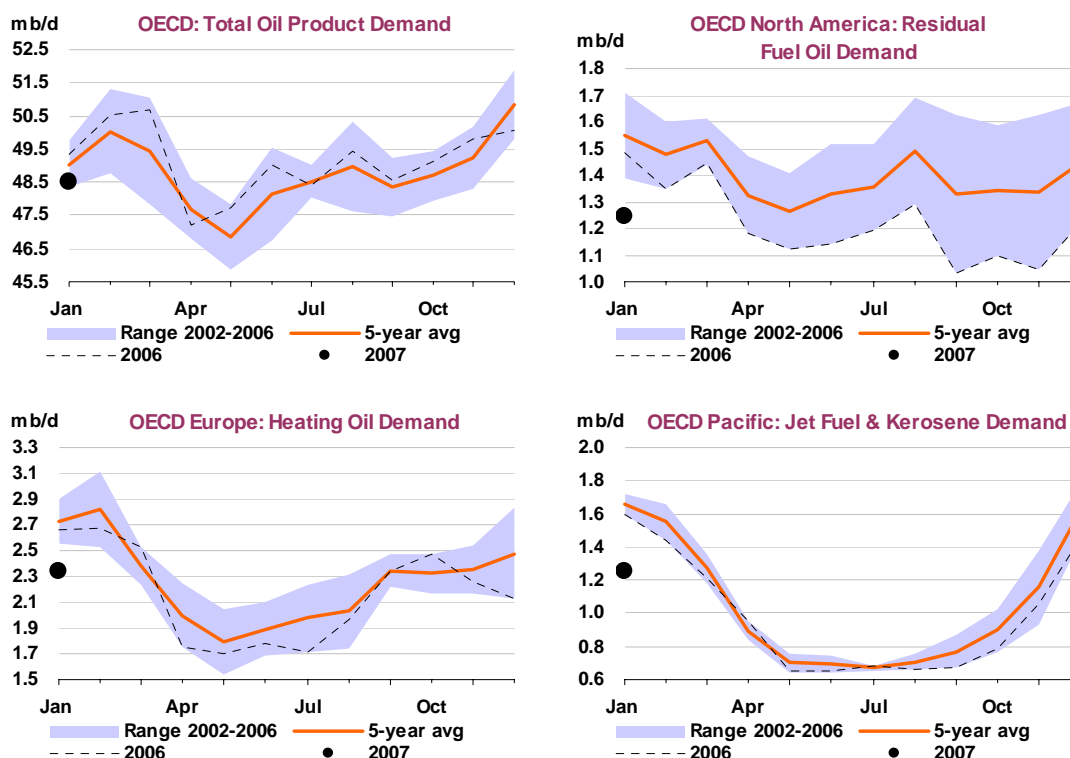 OECD: Total Oil Product Demand
mb/d
52.5
51.5
50.5
49.5
48.5
47.5
46.5
45.5
Jan Apr Jul Oct
Range 2002-2006 5-year avg
2006 2007
OECD North America: Residual
Fuel Oil Demand
mb/d
1.8
1.7
1.6
1.5
1.4
1.3
1.2
1.1
1.0
Jan Apr Jul Oct
Range 2002-2006 5-year avg
2006 2007
OECD Europe: Heating Oil Demand
mb/d
3.3
3.1
2.9
2.7
2.5
2.3
2.1
1.9
1.7
1.5
Jan Apr Jul Oct
Range 2002-2006 5-year avg
2006 2007
OECD Pacific: Jet Fuel & Kerosene Demand
mb/d
2.0
1.8
1.6
1.4
1.2
1.0
0.8
0.6
Jan Apr Jul Oct
Range 2002-2006 5-year avg
2006 2007